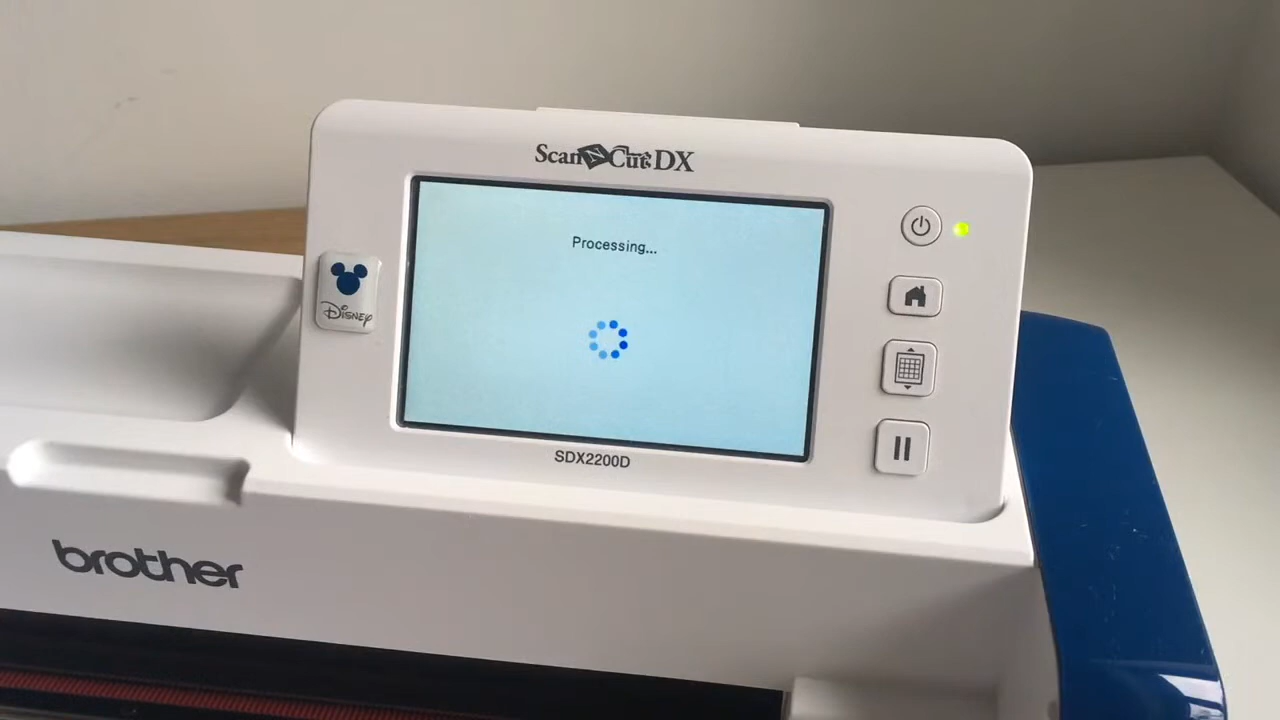 ScanNCut DX
Processing...
Disney
SDX2200D
brother